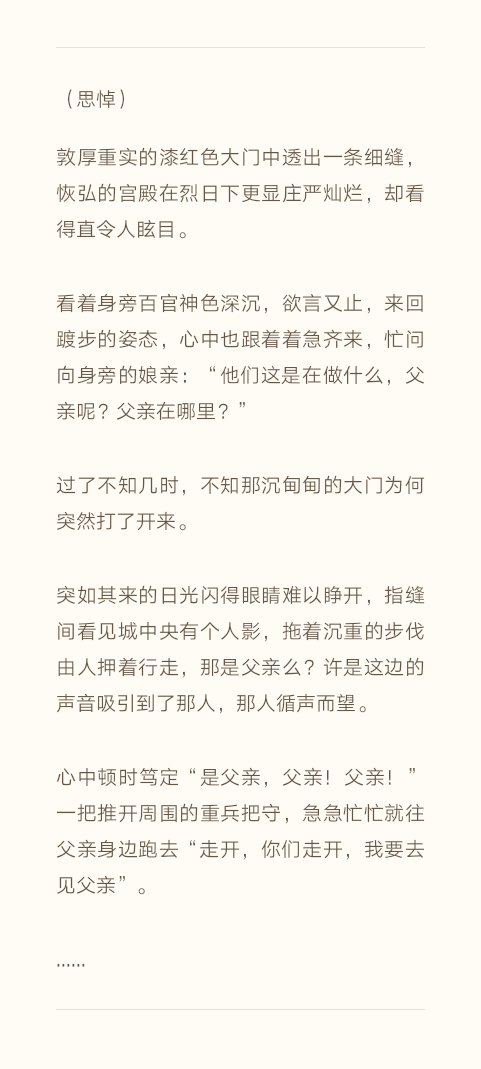 （思悼）
敦厚重实的漆红色大门中透出一条细缝，
恢弘的宫殿在烈日下更显庄严灿烂，却看
得直令人眩目。
看着身旁百官神色深沉，欲言又止，来回
踱步的姿态，心中也跟着着急齐来，忙问
向身旁的娘亲：“他们这是在做什么，父
亲呢？父亲在哪里？”
过了不知几时，不知那沉甸甸的大门为何
突然打了开来。
突如其来的日光闪得眼睛难以睁开，指缝
间看见城中央有个人影，拖着沉重的步伐
由人押着行走，那是父亲么？许是这边的
声音吸引到了那人，那人循声而望。
心中顿时笃定“是父亲，父亲！父亲！”
一把推开周围的重兵把守，急急忙忙就往
父亲身边跑去“走开，你们走开，我要去
见父亲”。
……